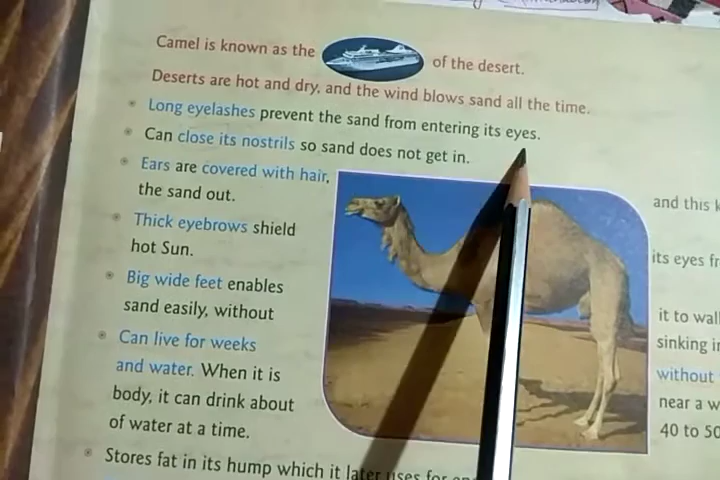 Camel is known as the of the desert.
Deserts are hot and dry, and the wind blows sand all the time.
Long eyelashes prevent the sand from entering its eyes.
Can close its nostrils so sand does not get in.
Ears are covered with hair, and this
the sand out.
Thick eyebrows shield its eyes
hot Sun.
Big wide feet enables it to
sand easily, without sinking
Can live for weeks without
and water. When it is near a
body, it can drink about 40 to 50
of water at a time.
Stores fat in its hump which it later uses for